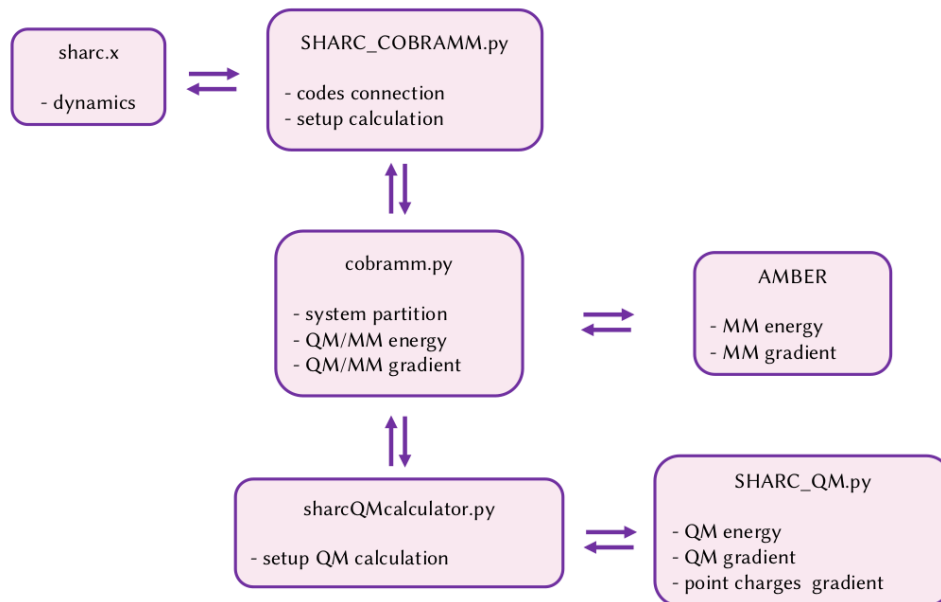 sharc.x
- dynamics
SHARC_COBRAMM.py
- codes connection
- setup calculation
cobramm.py
- system partition
- QM/MM energy
- QM/MM gradient
AMBER
- MM energy
- MM gradient
sharcQMcalculator.py
- setup QM calculation
SHARC_QM.py
- QM energy
- QM gradient
- point charges gradient